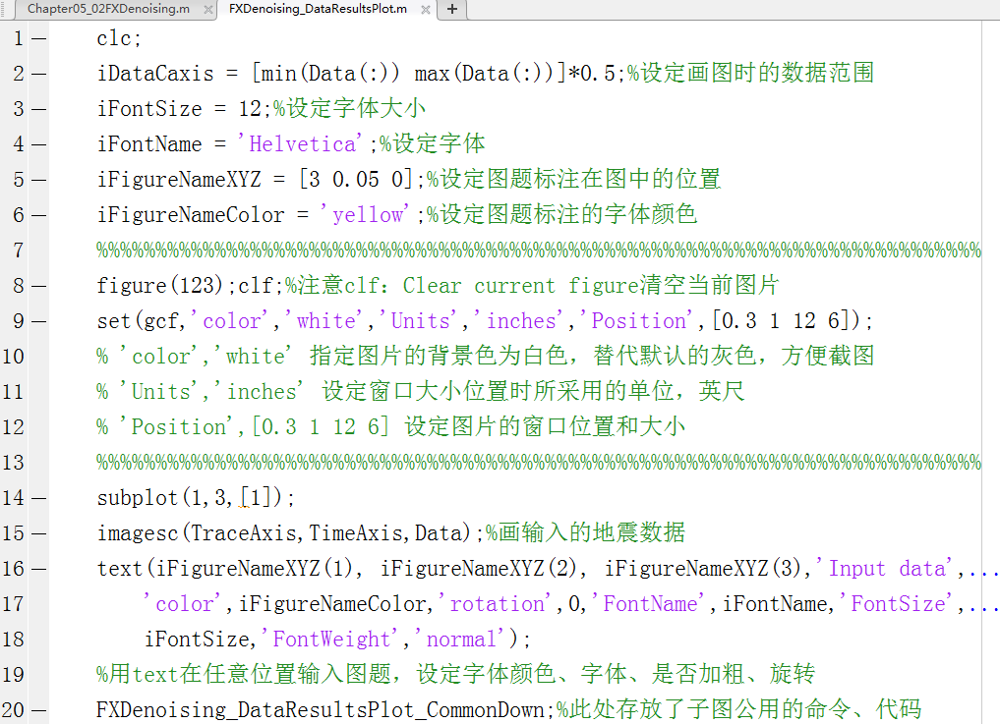 Chapter05_02FXDenoising.m × FXDenoising_DataResultsPlot.m × +
1 — clc;
2 — iDataCaxis = [min(Data(:)) max(Data(:))]*0.5;%设定画图时的数据范围
3 — iFontSize = 12;%设定字体大小
4 — iFontName = 'Helvetica';%设定字体
5 — iFigureNameXYZ = [3 0.05 0];%设定图题标注在图中的位置
6 — iFigureNameColor = 'yellow';%设定图题标注的字体颜色
7 %%%%%%%%%%%%%%%%%%%%%%%%%%%%%%%%%%%%%%%%%%%%%%%%%%%%%%%%%%%%%%%%%%%%%%%%%%%
8 — figure(123);clf;%注意clf：Clear current figure清空当前图片
9 — set(gcf,'color','white','Units','inches','Position',[0.3 1 12 6]);
10 % 'color','white' 指定图片的背景色为白色，替代默认的灰色，方便截图
11 % 'Units','inches' 设定窗口大小位置时所采用的单位，英尺
12 % 'Position',[0.3 1 12 6] 设定图片的窗口位置和大小
13 %%%%%%%%%%%%%%%%%%%%%%%%%%%%%%%%%%%%%%%%%%%%%%%%%%%%%%%%%%%%%%%%%%%%%%%%%%%
14 — subplot(1,3,[1]);
15 — imagesc(TraceAxis,TimeAxis,Data);%画输入的地震数据
16 — text(iFigureNameXYZ(1), iFigureNameXYZ(2), iFigureNameXYZ(3),'Input data',...
17 'color',iFigureNameColor,'rotation',0,'FontName',iFontName,'FontSize',...
18 iFontSize,'FontWeight','normal');
19 %用text在任意位置输入图题，设定字体颜色、字体、是否加粗、旋转
20 — FXDenoising_DataResultsPlot_CommonDown;%此处存放了子图公用的命令、代码